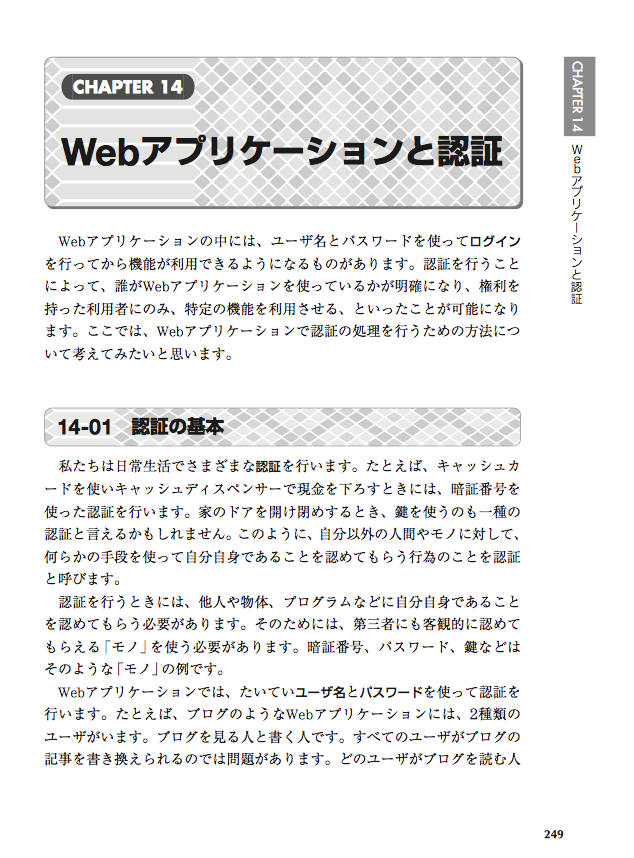 CHAPTER 14
Webアプリケーションと認証
Webアプリケーションの中には、ユーザ名とパスワードを使ってログイン
を行ってから機能が利用できるようになるものがあります。認証を行うこと
によって、誰がWebアプリケーションを使っているかが明確になり、権利を
持った利用者にのみ、特定の機能を利用させる、といったことが可能になり
ます。ここでは、Webアプリケーションで認証の処理を行うための方法につ
いて考えてみたいと思います。
14-01 認証の基本
私たちは日常生活でさまざまな認証を行います。たとえば、キャッシュカ
ードを使いキャッシュディスペンサーで現金を下ろすときには、暗証番号を
使った認証を行います。家のドアを開け閉めするとき、鍵を使うのも一種の
認証と言えるかもしれません。このように、自分以外の人間やモノに対して、
何らかの手段を使って自分自身であることを認めてもらう行為のことを認証
と呼びます。
認証を行うときには、他人や物体、プログラムなどに自分自身であること
を認めてもらう必要があります。そのためには、第三者にも客観的に認めて
もらえる「モノ」を使う必要があります。暗証番号、パスワード、鍵などは
そのような「モノ」の例です。
Webアプリケーションでは、たいていユーザ名とパスワードを使って認証を
行います。たとえば、ブログのようなWebアプリケーションには、2種類の
ユーザがいます。ブログを見る人と書く人です。すべてのユーザがブログの
記事を書き換えられるのでは問題があります。どのユーザがブログを読む人
CHAPTER 14
Webアプリケーションと認証
249